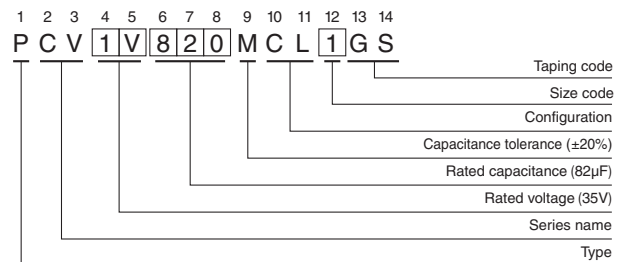 1 2 3 4 5 6 7 8 9 10 11 12 13 14
P C V 1 V 8 2 0 M C L 1 G S
Taping code
Size code
Configuration
Capacitance tolerance (±20%)
Rated capacitance (82µF)
Rated voltage (35V)
Series name
Type